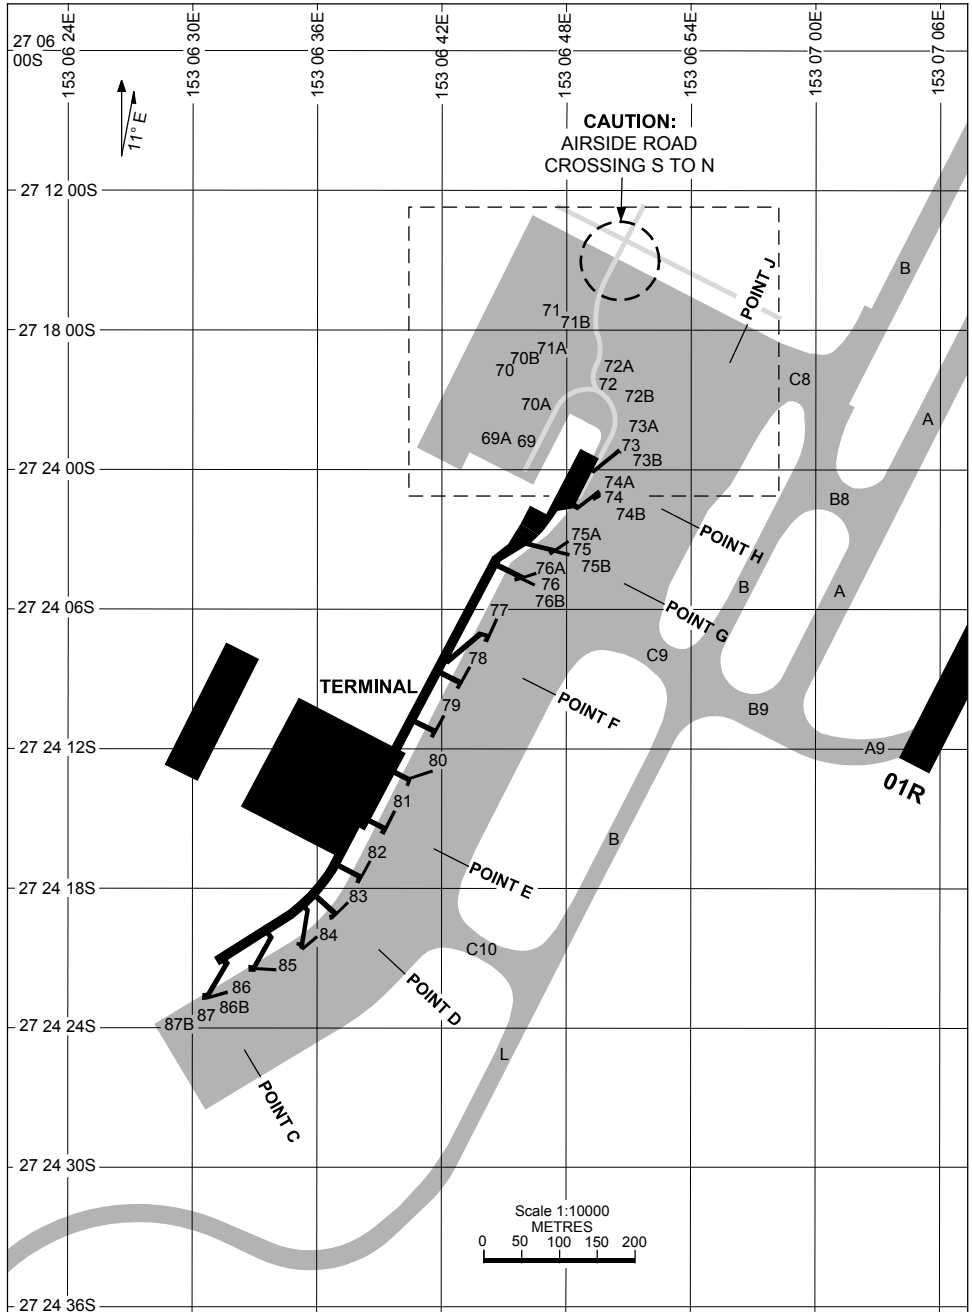 153 06 24E
153 06 30E
153 06 36E
153 06 42E
153 06 48E
153 06 54E
153 07 00E
153 07 06E
27 06
00S
11° E
CAUTION:
AIRSIDE ROAD
CROSSING S TO N
27 12 00S
POINT J
B
71
71B
27 18 00S
71A
70B
70
72A
72
72B
C8
70A
A
73A
69A
69
73
73B
27 24 00S
74A
74
74B
B8
75A
75
75B
POINT H
76A
76
76B
B
A
27 24 06S
77
POINT G
78
C9
TERMINAL
79
POINT F
B9
27 24 12S
A9
80
01R
81
B
82
POINT E
27 24 18S
83
84
C10
85
86
86B
POINT D
87
87B
27 24 24S
L
POINT C
27 24 30S
Scale 1:10000
METRES
0 50 100 150 200
27 24 36S